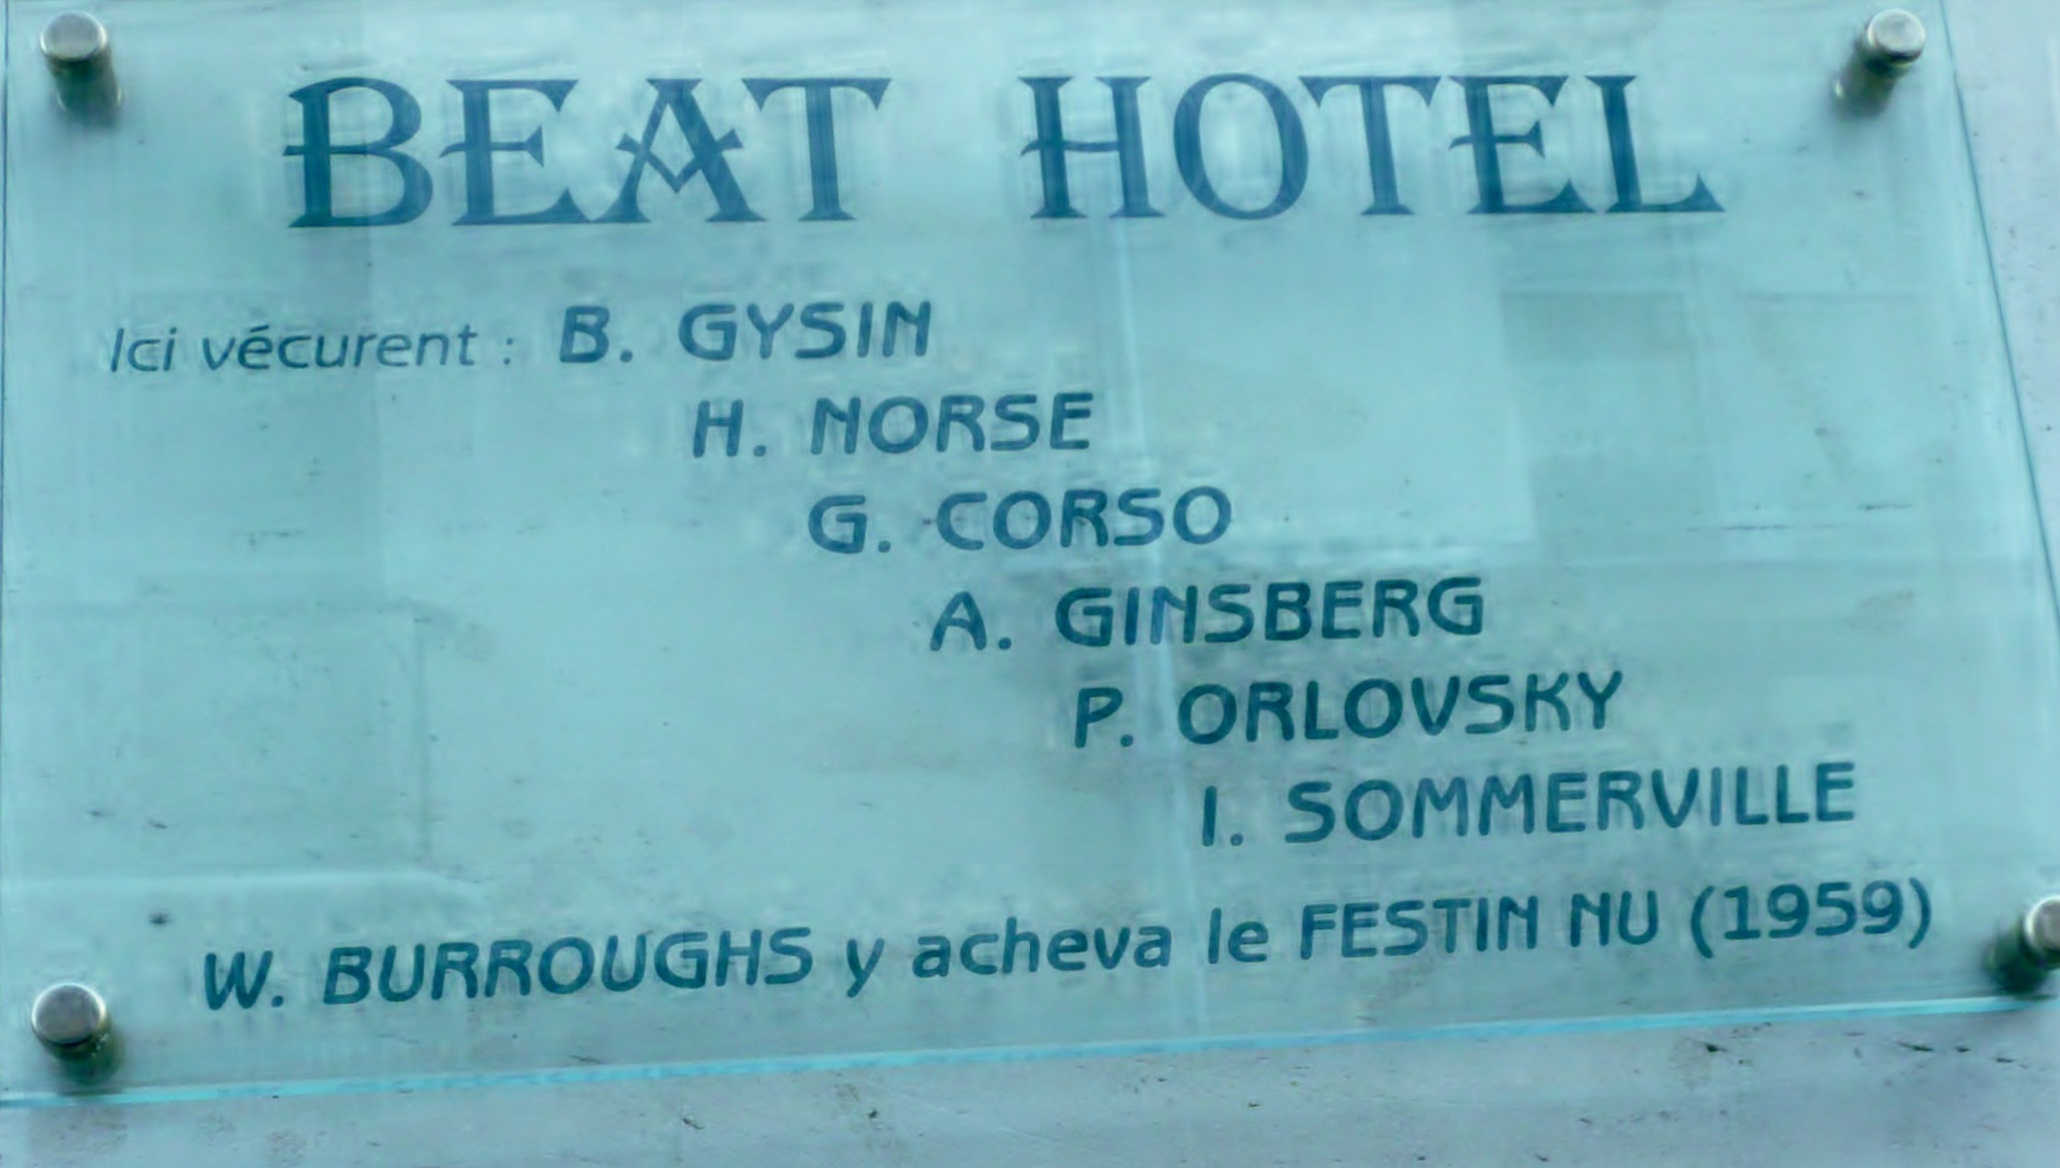 BEAT HOTEL
Ici vécurent : B. GYSIN
H. NORSE
G. CORSO
A. GINSBERG
P. ORLOVSKY
I. SOMMERVILLE
W. BURROUGHS y acheva le FESTIN NU (1959)